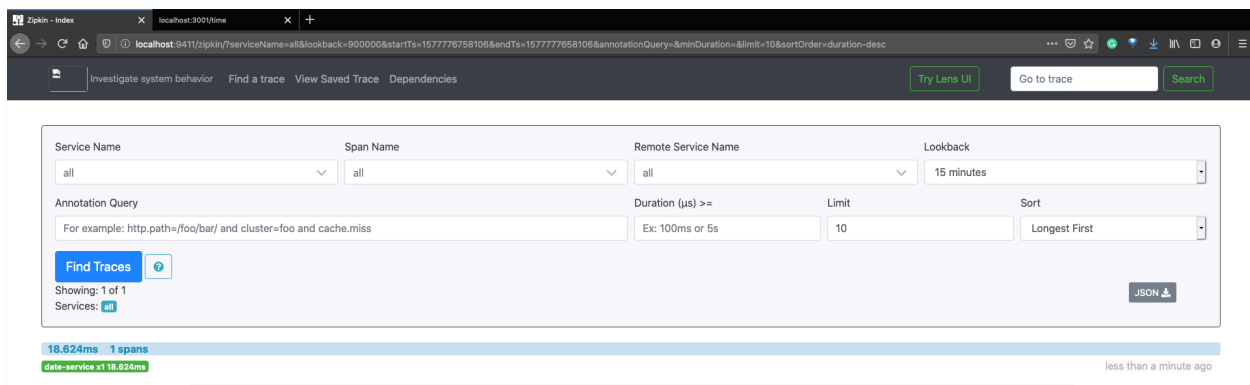 Zipkin - Index
localhost:3001/time
localhost:9411/zipkin/?serviceName=all&lookback=900000&startTs=1577776758106&endTs=1577777658106&annotationQuery=&minDuration=&limit=10&sortOrder=duration-desc
Investigate system behavior Find a trace View Saved Trace Dependencies Try Lens UI Go to trace Search
Service Name Span Name Remote Service Name Lookback
all all all 15 minutes
Annotation Query Duration (μs) >= Limit Sort
For example: http.path=/foo/bar/ and cluster=foo and cache.miss Ex: 100ms or 5s 10 Longest First
Find Traces ?
Showing: 1 of 1
JSON
Services: all
18.624ms 1 spans
date-service x1 18.624ms less than a minute ago